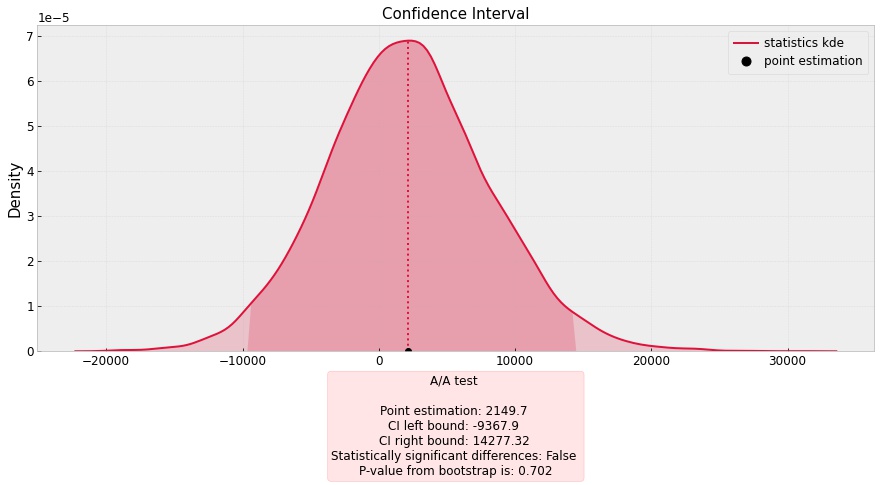 Confidence Interval
1e−5
statistics kde
point estimation
Density
7
6
5
4
3
2
1
0
−20000 −10000 0 10000 20000 30000
A/A test
Point estimation: 2149.7
CI left bound: -9367.9
CI right bound: 14277.32
Statistically significant differences: False
P-value from bootstrap is: 0.702